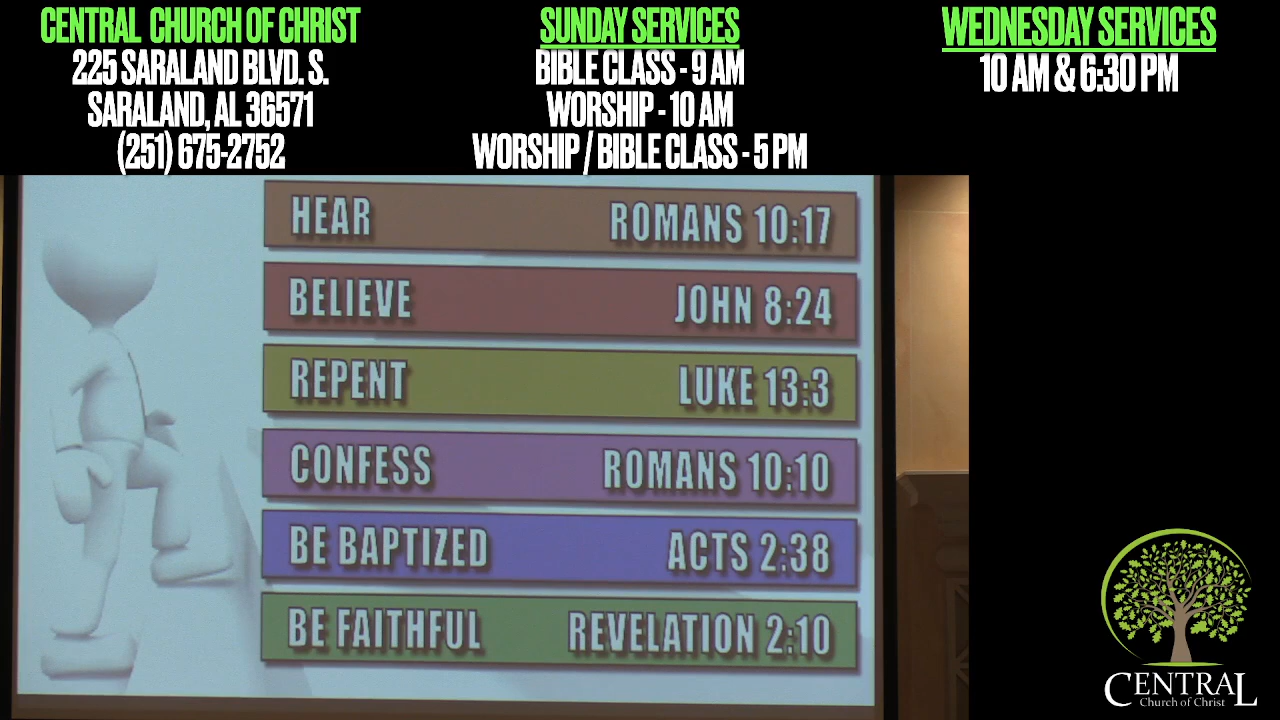 CENTRAL CHURCH OF CHRIST
225 SARALAND BLVD. S.
SARALAND, AL 36571
(251) 675-2752
SUNDAY SERVICES
BIBLE CLASS - 9 AM
WORSHIP - 10 AM
WORSHIP / BIBLE CLASS - 5 PM
WEDNESDAY SERVICES
10 AM & 6:30 PM
HEAR ROMANS 10:17
BELIEVE JOHN 8:24
REPENT LUKE 13:3
CONFESS ROMANS 10:10
BE BAPTIZED ACTS 2:38
BE FAITHFUL REVELATION 2:10
CENTRAL
Church of Christ